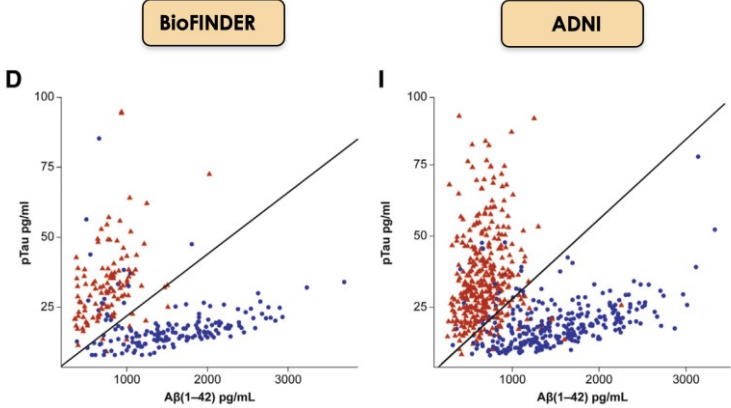 BioFINDER
ADNI
D
100
75
50
25
pTau pg/ml
1000
2000
3000
Aβ(1–42) pg/mL
I
100
75
50
25
pTau pg/ml
1000
2000
3000
Aβ(1–42) pg/mL